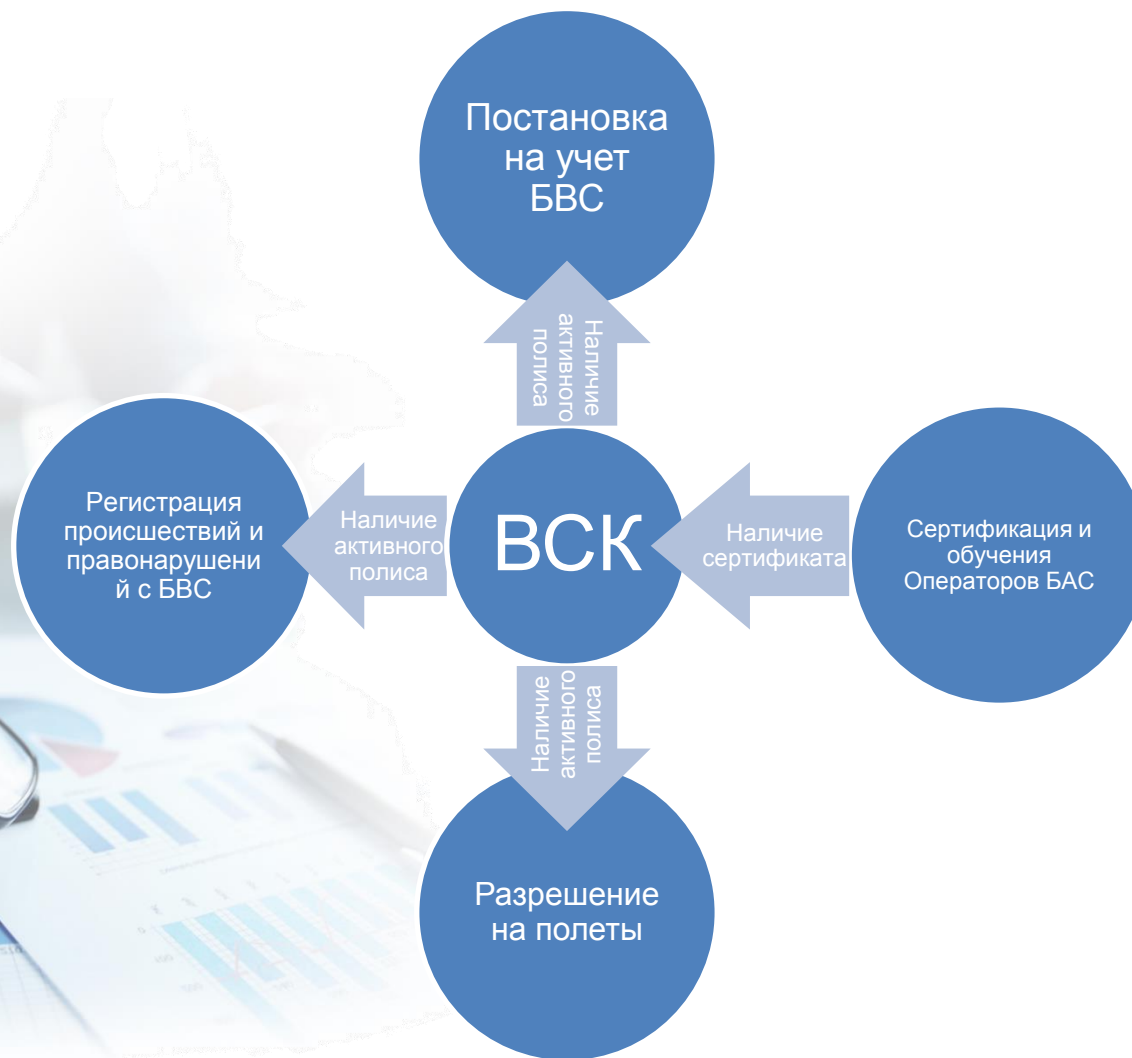 Постановка
на учет
БВС
Наличие
активного
полиса
Регистрация
происшествий и
правонарушени
й с БВС
Наличие
активного
полиса
ВСК
Наличие
сертификата
Сертификация и
обучения
Операторов БАС
Наличие
активного
полиса
Разрешение
на полеты